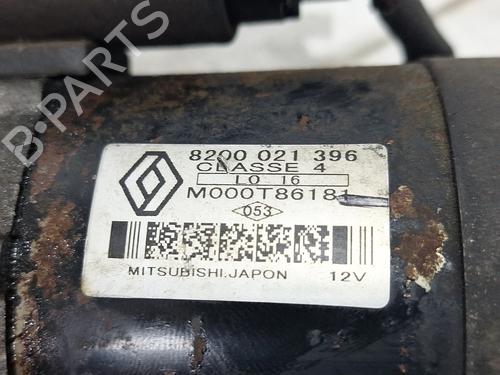 B-PARTS
8200 021 396
CLASSE 4
LO 16
M000T86181
053
MITSUBISHI.JAPON 12V